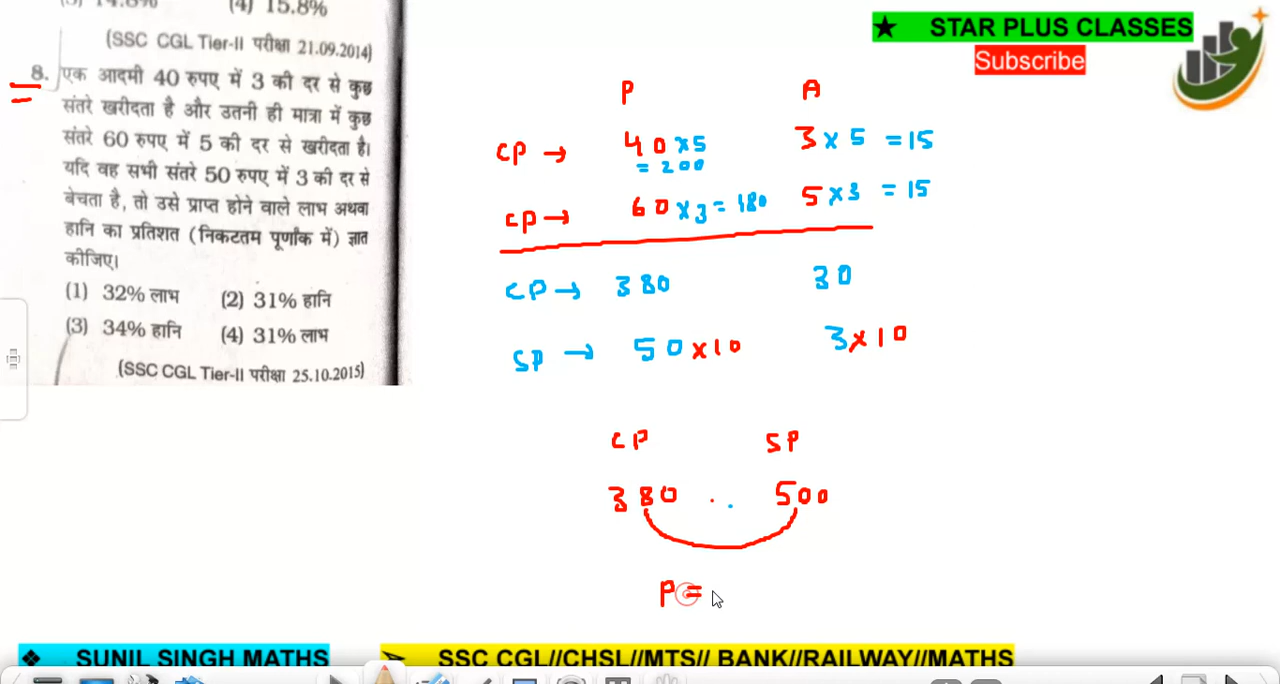 (4) 15.8%
(SSC CGL Tier-II परीक्षा 21.09.2014)
8. एक आदमी 40 रुपए में 3 की दर से कुछ
संतरे खरीदता है और उतनी ही मात्रा में कुछ
संतरे 60 रुपए में 5 की दर से खरीदता है।
यदि वह सभी संतरे 50 रुपए में 3 की दर से
बेचता है, तो उसे प्राप्त होने वाले लाभ अथवा
हानि का प्रतिशत (निकटतम पूर्णांक में) ज्ञात
कीजिए।
(1) 32% लाभ (2) 31% हानि
(3) 34% हानि (4) 31% लाभ
(SSC CGL Tier-II परीक्षा 25.10.2015)
★ STAR PLUS CLASSES
Subscribe
P A
CP → 40 x 5 3 x 5 = 15
= 200
CP → 60 x 3 = 180 5 x 3 = 15
CP → 380 30
SP → 50 x 10 3 x 10
CP SP
380 500
P =
❖ SUNIL SINGH MATHS ➢ SSC CGL//CHSL//MTS// BANK//RAILWAY//MATHS